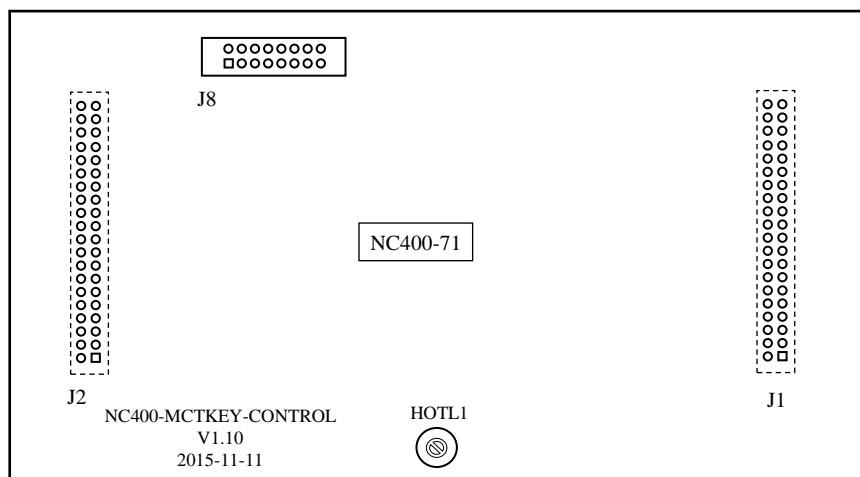 J8
NC400-71
J2
J1
NC400-MCTKEY-CONTROL
V1.10
2015-11-11
HOTL1